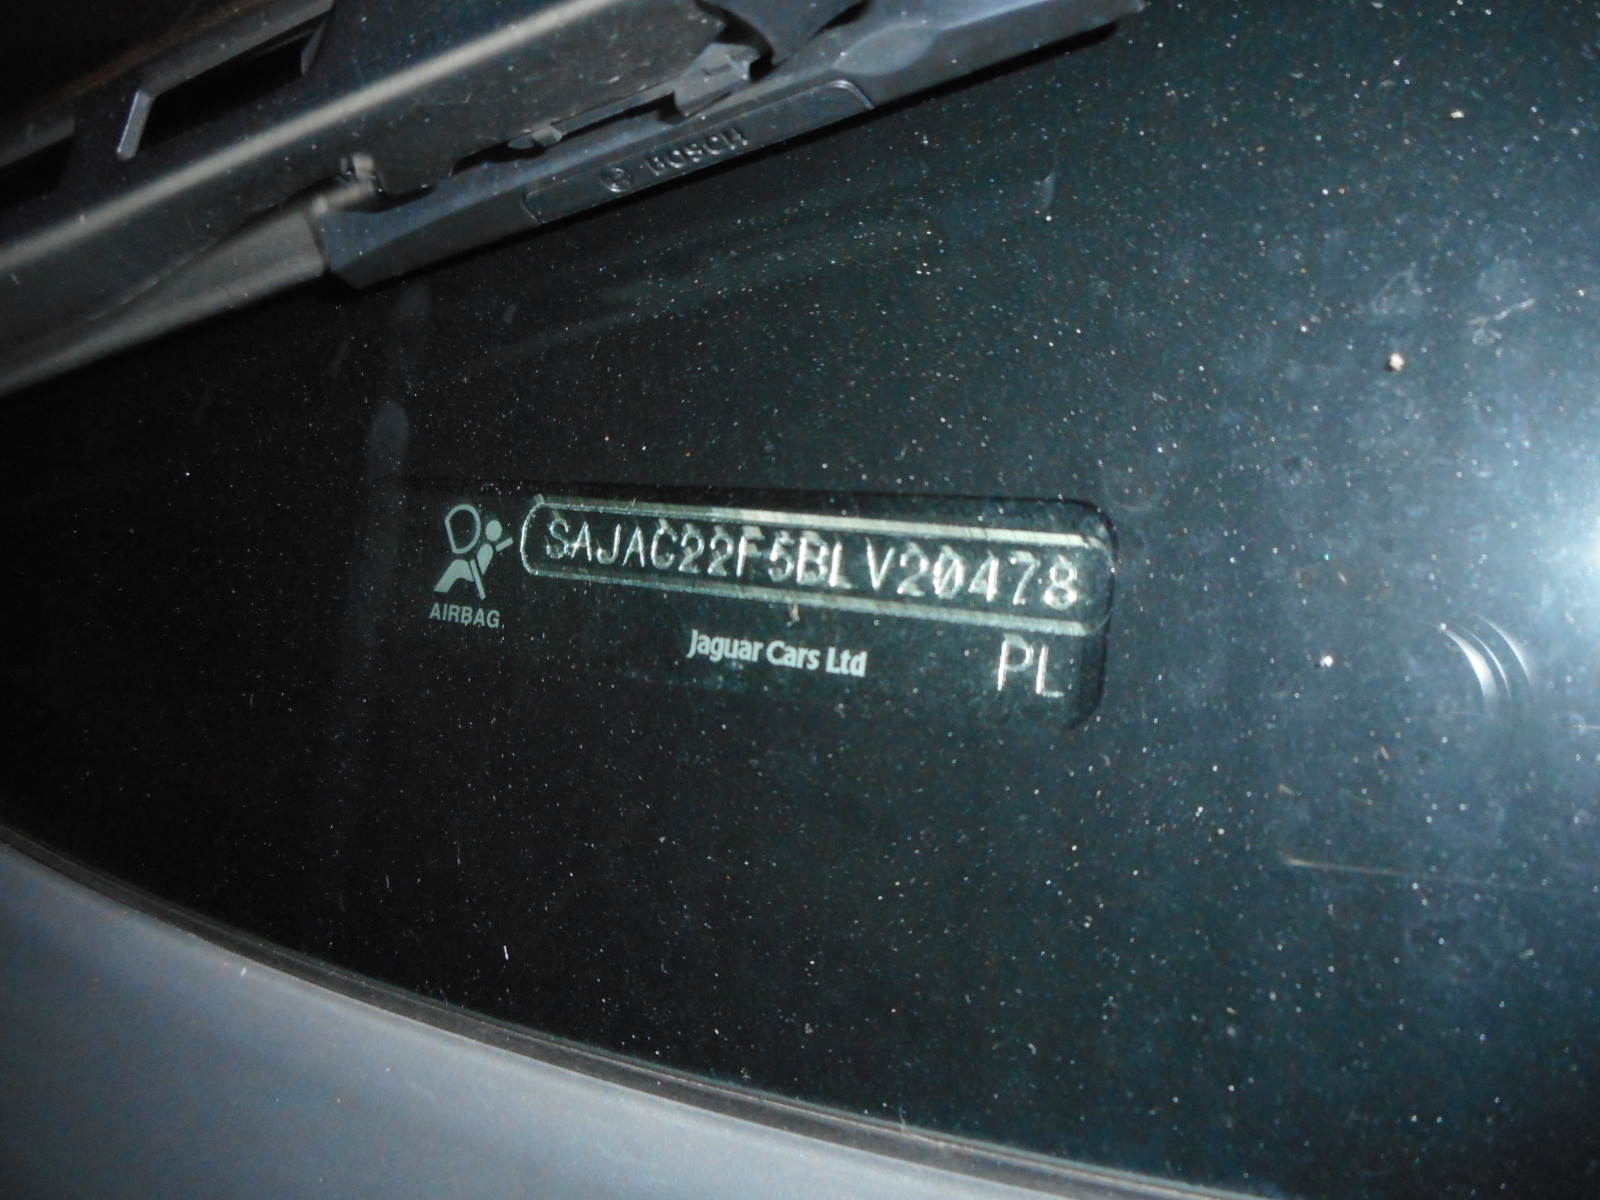 BOSCH
SAJAC22F5BLV20478
AIRBAG
Jaguar Cars Ltd
PL